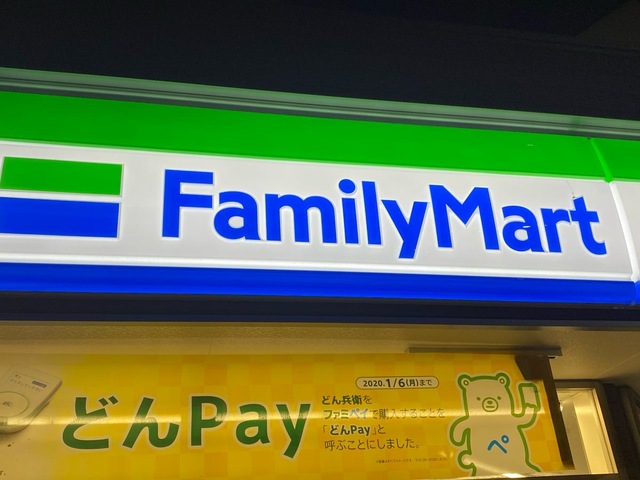 FamilyMart
2020.1/6(月)まで
どんPay
どん兵衛を
ファミペイで購入することを
「どんPay」と
呼ぶことにしました。
ペ